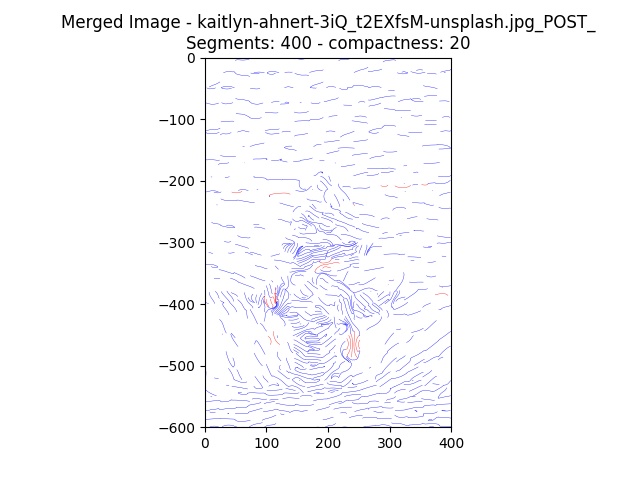 Merged Image - kaitlyn-ahnert-3iQ_t2EXfsM-unsplash.jpg_POST_
Segments: 400 - compactness: 20
0
−100
−200
−300
−400
−500
−600
0 100 200 300 400